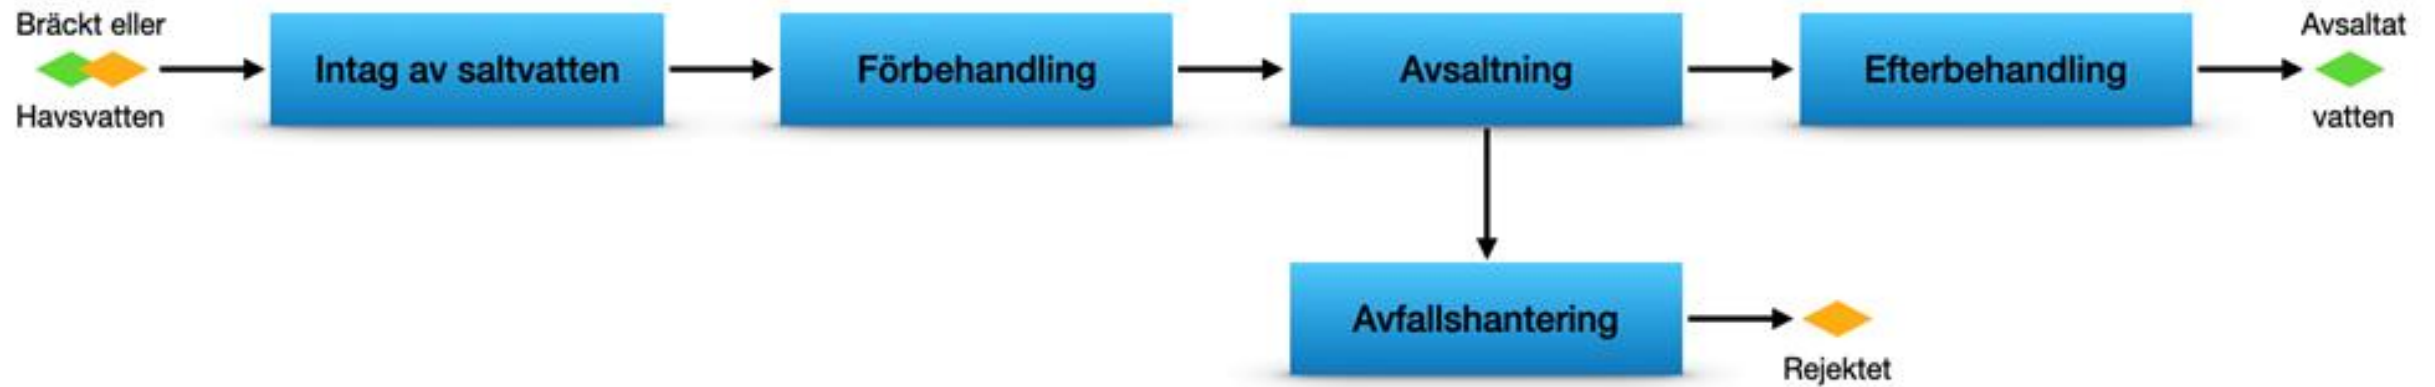 Bräckt eller
Havsvatten
Intag av saltvatten
Förbehandling
Avsaltning
Efterbehandling
Avsaltat
vatten
Avfallshantering
Rejektet